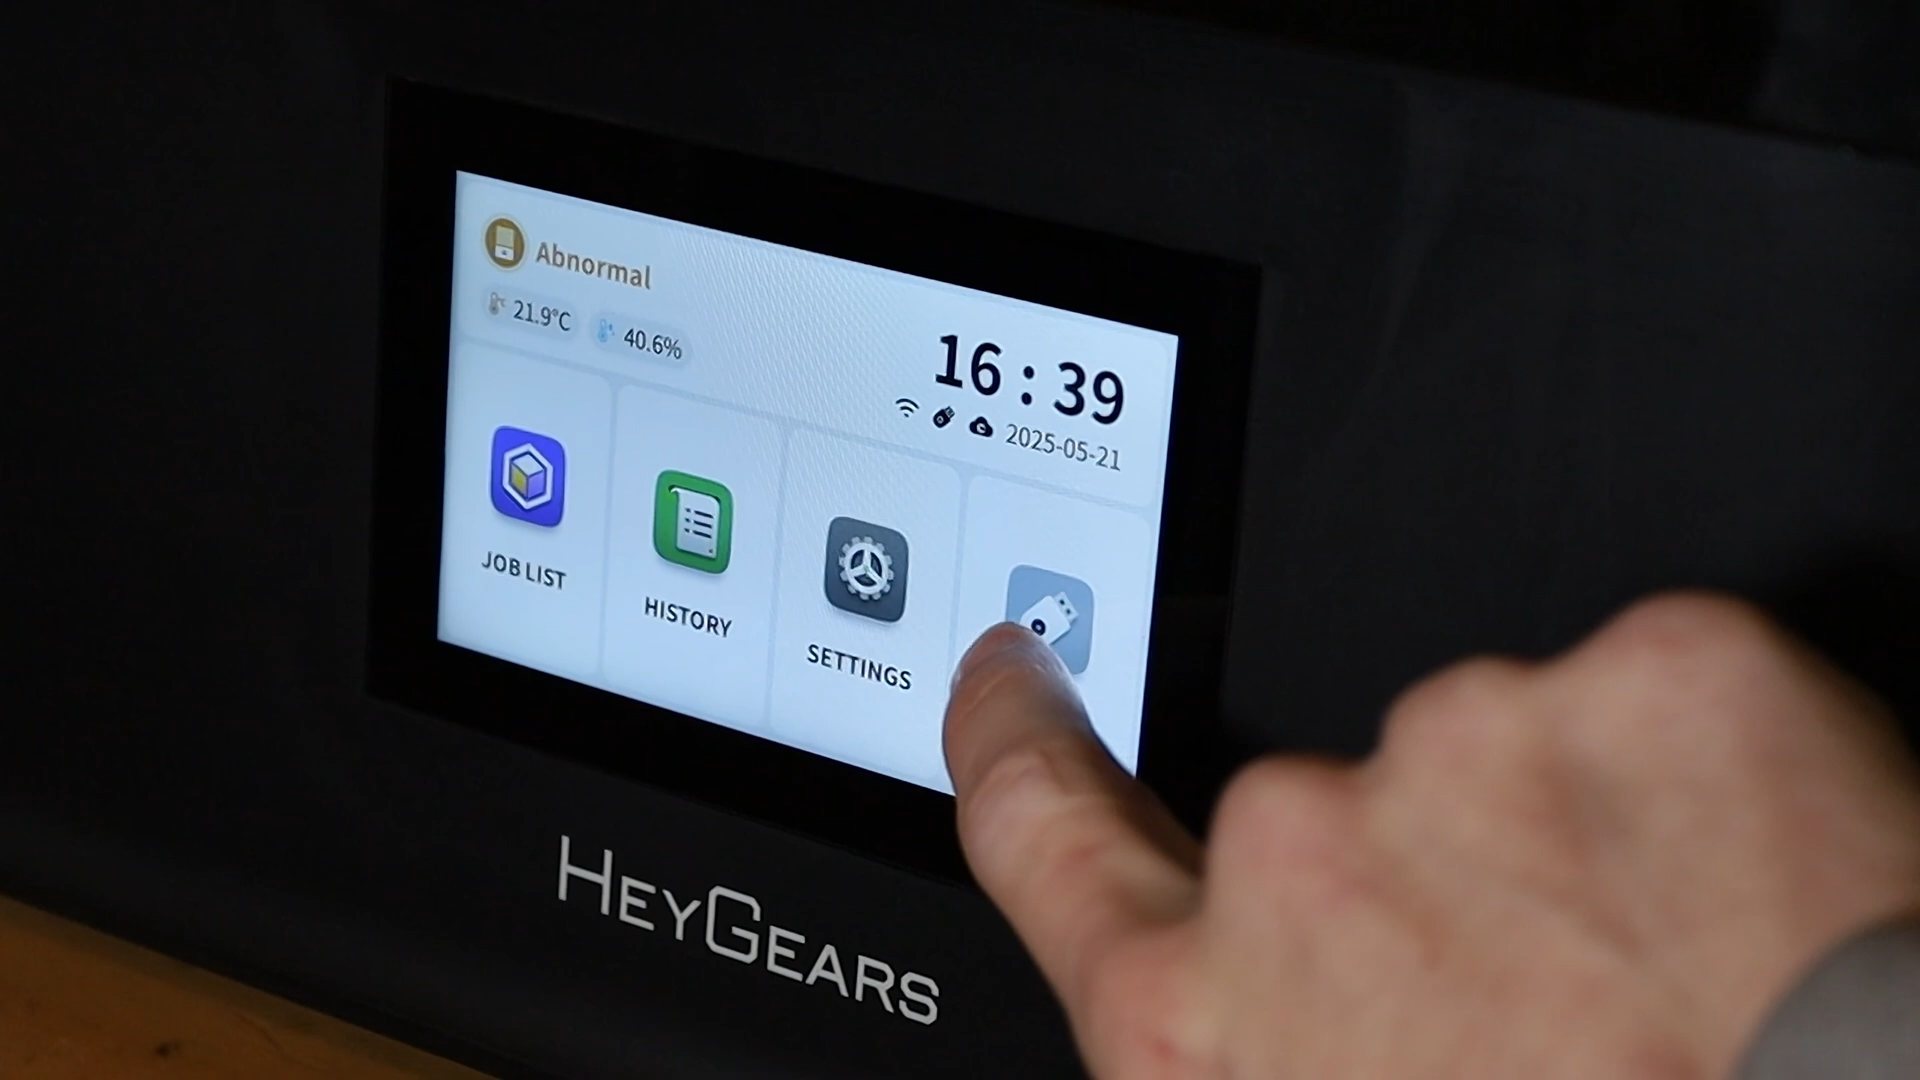 Abnormal
21.9°C 40.6%
16:39
2025-05-21
JOB LIST
HISTORY
SETTINGS
HEYGEARS